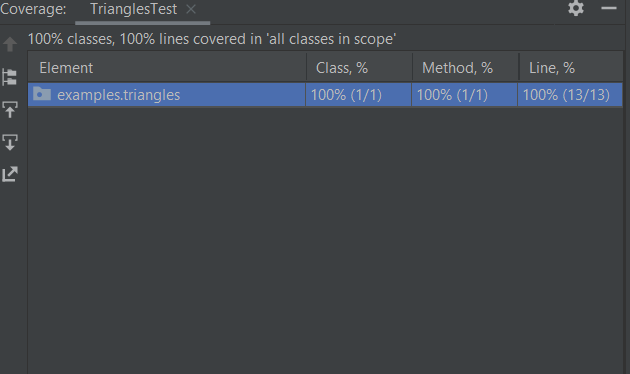 Coverage: TrianglesTest
100% classes, 100% lines covered in 'all classes in scope'
Element Class, % Method, % Line, %
examples.triangles 100% (1/1) 100% (1/1) 100% (13/13)